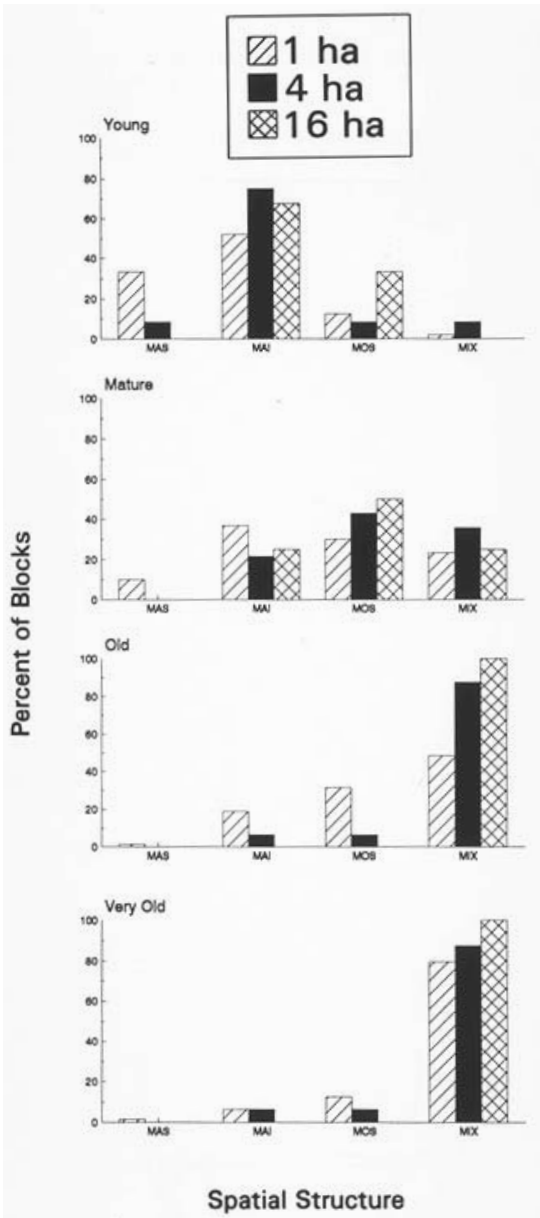 1 ha
4 ha
16 ha
Young
100
80
60
40
20
0
MAS MAI MOS MIX
Mature
100
80
60
40
20
0
MAS MAI MOS MIX
Percent of Blocks
Old
100
80
60
40
20
0
MAS MAI MOS MIX
Very Old
100
80
60
40
20
0
MAS MAI MOS MIX
Spatial Structure